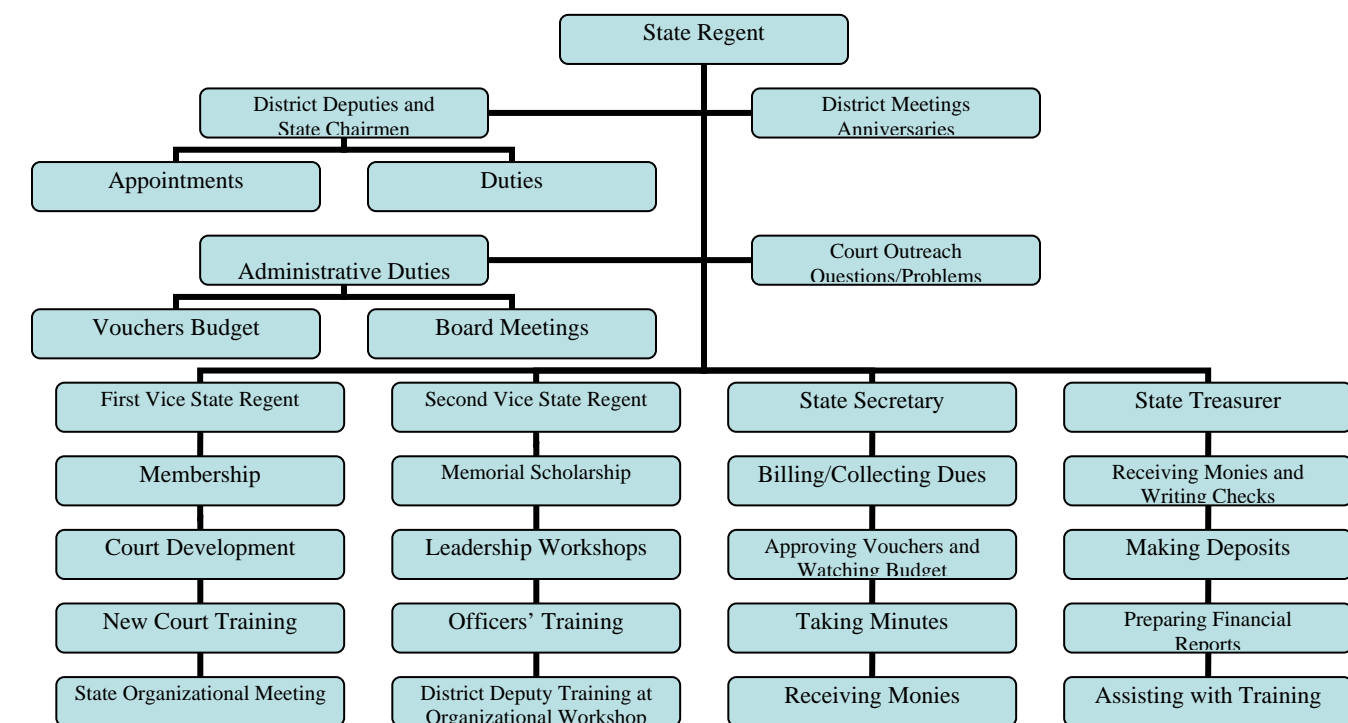 State Regent
District Deputies and
State Chairmen
District Meetings
Anniversaries
Appointments
Duties
Administrative Duties
Court Outreach
Questions/Problems
Vouchers Budget
Board Meetings
First Vice State Regent
Second Vice State Regent
State Secretary
State Treasurer
Membership
Memorial Scholarship
Billing/Collecting Dues
Receiving Monies and
Writing Checks
Court Development
Leadership Workshops
Approving Vouchers and
Watching Budget
Making Deposits
New Court Training
Officers’ Training
Taking Minutes
Preparing Financial
Reports
State Organizational Meeting
District Deputy Training at
Organizational Workshop
Receiving Monies
Assisting with Training